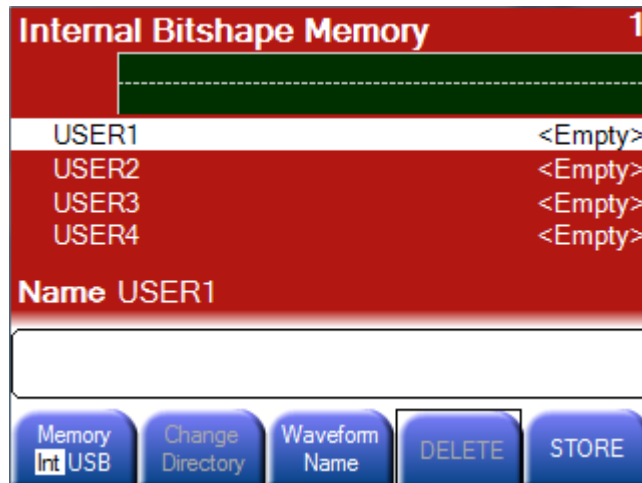 Internal Bitshape Memory 1
USER1 <Empty>
USER2 <Empty>
USER3 <Empty>
USER4 <Empty>
Name USER1
Memory
Int USB
Change
Directory
Waveform
Name
DELETE
STORE